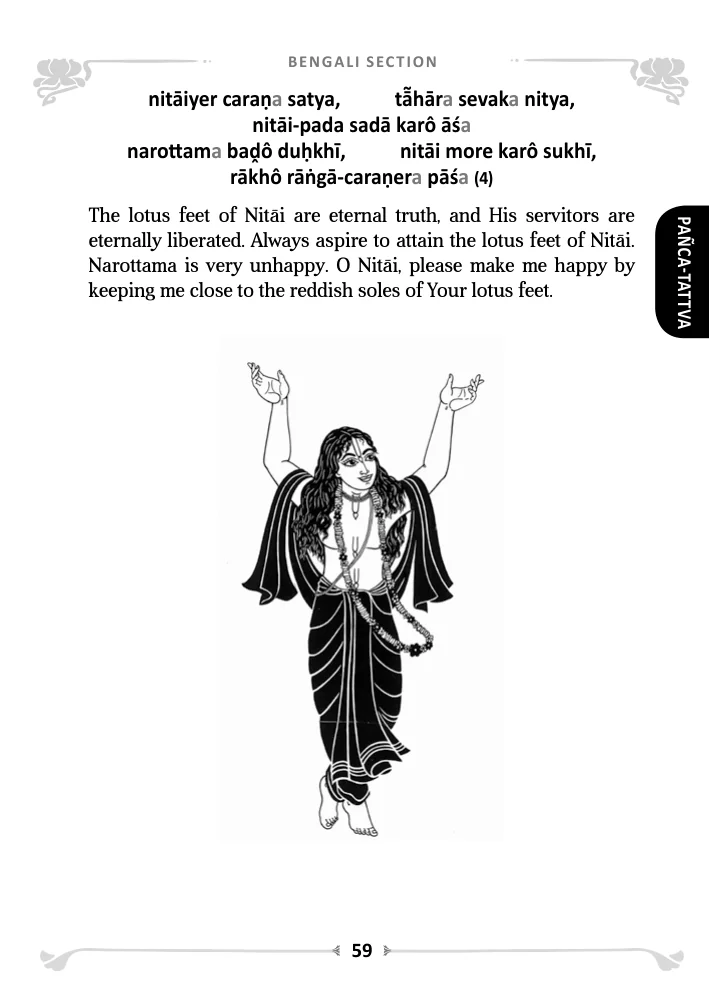 BENGALI SECTION
nitāiyer caraṇa satya, tā̃hāra sevaka nitya,
nitāi-pada sadā karô āśa
narottama baḓô duḥkhī, nitāi more karô sukhī,
rākhô rāṅgā-caraṇera pāśa (4)
The lotus feet of Nitāi are eternal truth, and His servitors are
eternally liberated. Always aspire to attain the lotus feet of Nitāi.
Narottama is very unhappy. O Nitāi, please make me happy by
keeping me close to the reddish soles of Your lotus feet.
PAÑCA-TATTVA
59